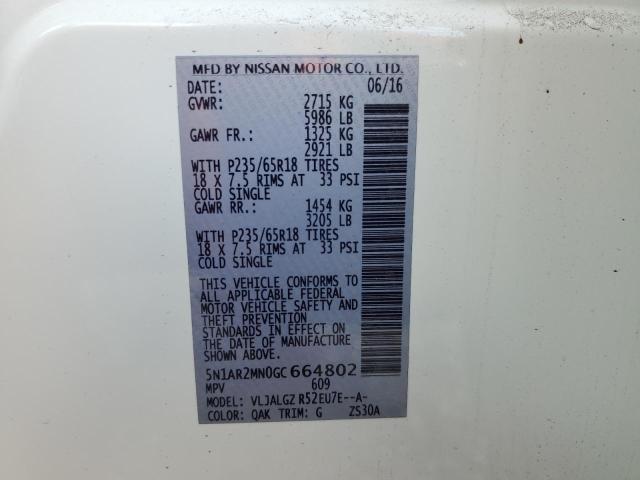 MFD BY NISSAN MOTOR CO., LTD.
DATE: 06/16
GVWR: 2715 KG
5986 LB
GAWR FR.: 1325 KG
2921 LB
WITH P235/65R18 TIRES
18 X 7.5 RIMS AT 33 PSI
COLD SINGLE
GAWR RR.: 1454 KG
3205 LB
WITH P235/65R18 TIRES
18 X 7.5 RIMS AT 33 PSI
COLD SINGLE
THIS VEHICLE CONFORMS TO
ALL APPLICABLE FEDERAL
MOTOR VEHICLE SAFETY AND
THEFT PREVENTION
STANDARDS IN EFFECT ON
THE DATE OF MANUFACTURE
SHOWN ABOVE.
5N1AR2MN0GC664802
MPV 609
MODEL: VLJALGZ R52EU7E--A-
COLOR: QAK TRIM: G ZS30A